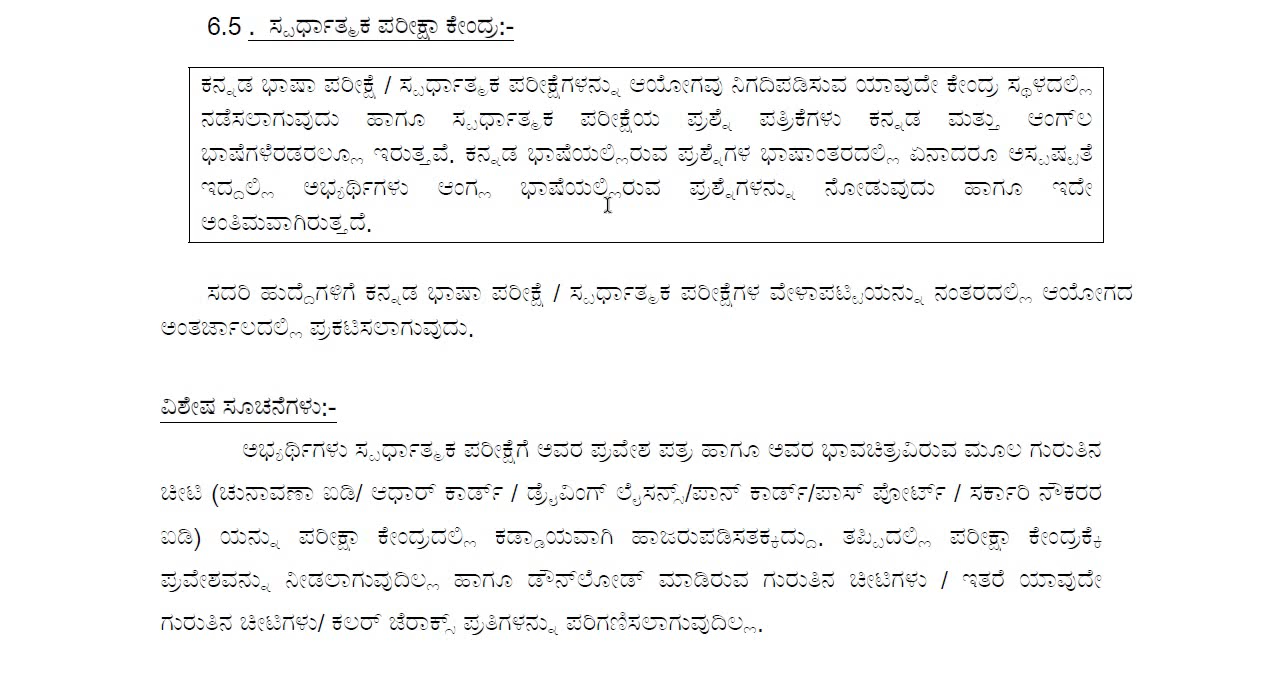 6.5 . ಸ್ಪರ್ಧಾತ್ಮಕ ಪರೀಕ್ಷಾ ಕೇಂದ್ರ:-
ಕನ್ನಡ ಭಾಷಾ ಪರೀಕ್ಷೆ / ಸ್ಪರ್ಧಾತ್ಮಕ ಪರೀಕ್ಷೆಗಳನ್ನು ಆಯೋಗವು ನಿಗದಿಪಡಿಸುವ ಯಾವುದೇ ಕೇಂದ್ರ ಸ್ಥಳದಲ್ಲಿ
ನಡೆಸಲಾಗುವುದು ಹಾಗೂ ಸ್ಪರ್ಧಾತ್ಮಕ ಪರೀಕ್ಷೆಯ ಪ್ರಶ್ನೆ ಪತ್ರಿಕೆಗಳು ಕನ್ನಡ ಮತ್ತು ಆಂಗ್‌ಲ
ಭಾಷೆಗಳೆರಡರಲ್ಲೂ ಇರುತ್ತವೆ. ಕನ್ನಡ ಭಾಷೆಯಲ್ಲಿರುವ ಪ್ರಶ್ನೆಗಳ ಭಾಷಾಂತರದಲ್ಲಿ ಏನಾದರೂ ಅಸ್ಪಷ್ಟತೆ
ಇದ್ದಲ್ಲಿ ಅಭ್ಯರ್ಥಿಗಳು ಆಂಗ್ಲ ಭಾಷೆಯಲ್ಲಿರುವ ಪ್ರಶ್ನೆಗಳನ್ನು ನೋಡುವುದು ಹಾಗೂ ಇದೇ
ಅಂತಿಮವಾಗಿರುತ್ತದೆ.
ಸದರಿ ಹುದ್ದೆಗಳಿಗೆ ಕನ್ನಡ ಭಾಷಾ ಪರೀಕ್ಷೆ / ಸ್ಪರ್ಧಾತ್ಮಕ ಪರೀಕ್ಷೆಗಳ ವೇಳಾಪಟ್ಟಿಯನ್ನು ನಂತರದಲ್ಲಿ ಆಯೋಗದ
ಅಂತರ್ಜಾಲದಲ್ಲಿ ಪ್ರಕಟಿಸಲಾಗುವುದು.
ವಿಶೇಷ ಸೂಚನೆಗಳು:-
ಅಭ್ಯರ್ಥಿಗಳು ಸ್ಪರ್ಧಾತ್ಮಕ ಪರೀಕ್ಷೆಗೆ ಅವರ ಪ್ರವೇಶ ಪತ್ರ ಹಾಗೂ ಅವರ ಭಾವಚಿತ್ರವಿರುವ ಮೂಲ ಗುರುತಿನ
ಚೀಟಿ (ಚುನಾವಣಾ ಐಡಿ/ ಆಧಾರ್ ಕಾರ್ಡ್ / ಡ್ರೈವಿಂಗ್ ಲೈಸನ್ಸ್/ಪಾನ್ ಕಾರ್ಡ್/ಪಾಸ್ ಪೋರ್ಟ್ / ಸರ್ಕಾರಿ ನೌಕರರ
ಐಡಿ) ಯನ್ನು ಪರೀಕ್ಷಾ ಕೇಂದ್ರದಲ್ಲಿ ಕಡ್ಡಾಯವಾಗಿ ಹಾಜರುಪಡಿಸತಕ್ಕದ್ದು. ತಪ್ಪಿದಲ್ಲಿ ಪರೀಕ್ಷಾ ಕೇಂದ್ರಕ್ಕೆ
ಪ್ರವೇಶವನ್ನು ನೀಡಲಾಗುವುದಿಲ್ಲ ಹಾಗೂ ಡೌನ್‌ಲೋಡ್ ಮಾಡಿರುವ ಗುರುತಿನ ಚೀಟಿಗಳು / ಇತರೆ ಯಾವುದೇ
ಗುರುತಿನ ಚೀಟಿಗಳು/ ಕಲರ್ ಜೆರಾಕ್ಸ್ ಪ್ರತಿಗಳನ್ನು ಪರಿಗಣಿಸಲಾಗುವುದಿಲ್ಲ.